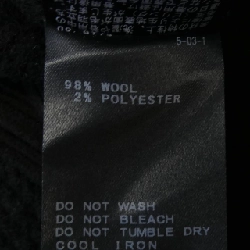 5-03-1
98% WOOL
2% POLYESTER
DO NOT WASH
DO NOT BLEACH
DO NOT TUMBLE DRY
COOL IRON